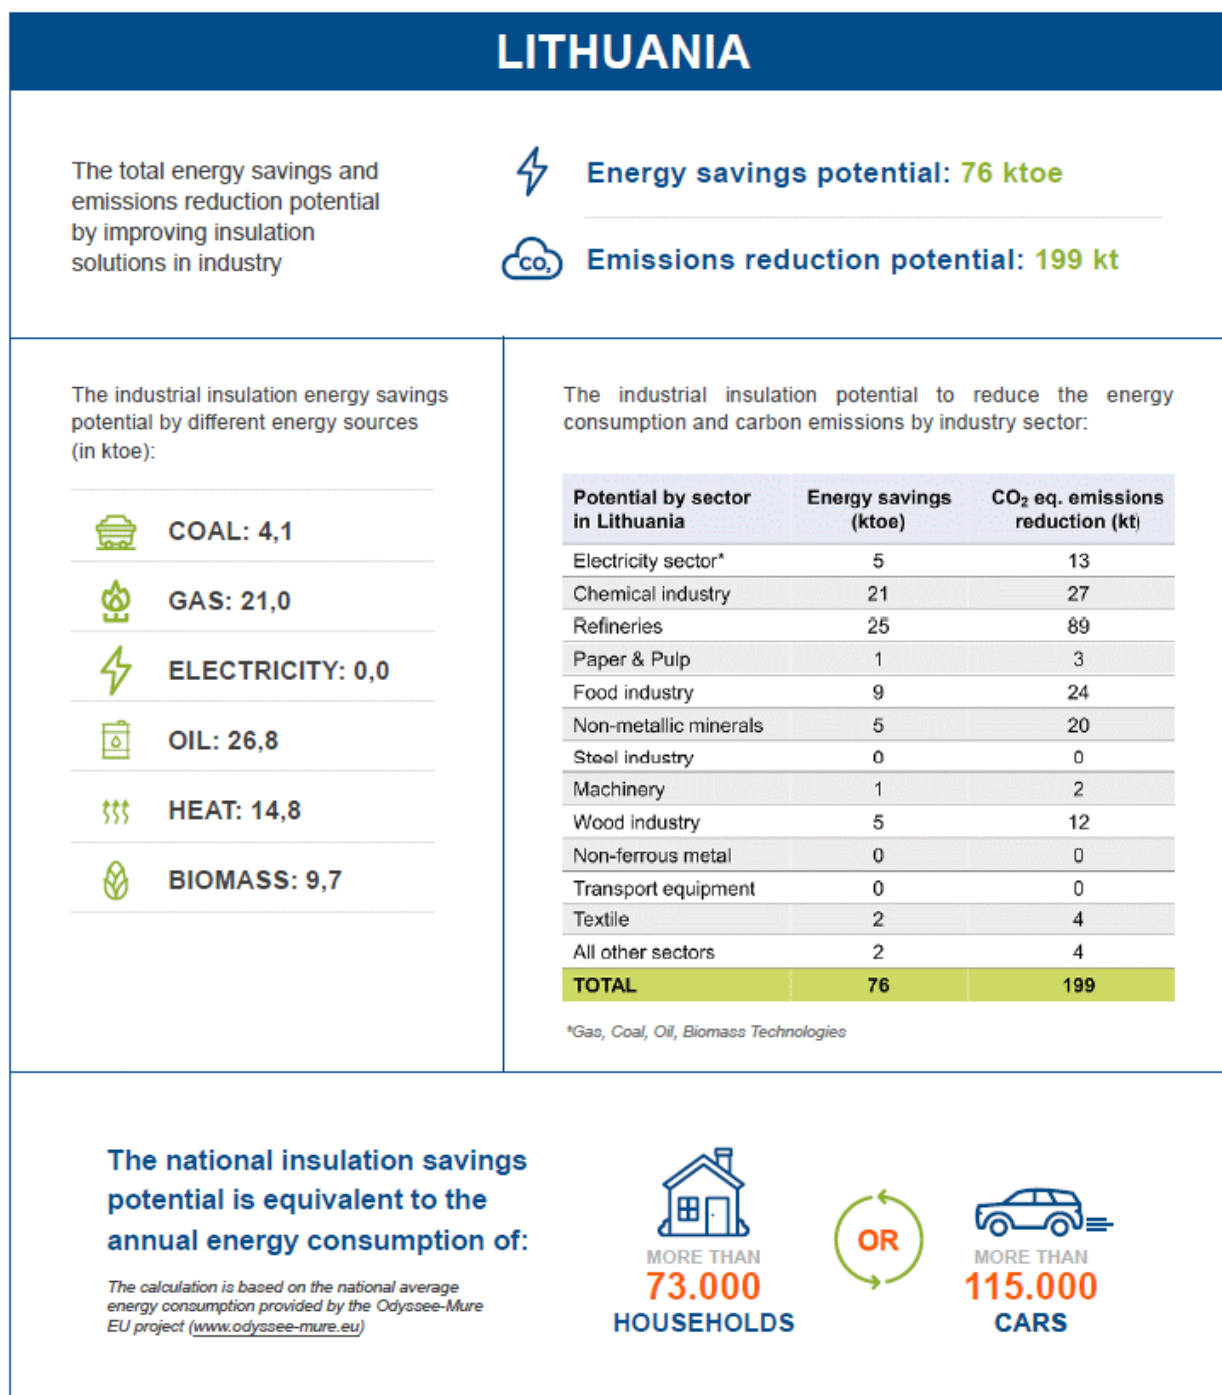 LITHUANIA
The total energy savings and
emissions reduction potential
by improving insulation
solutions in industry
Energy savings potential: 76 ktoe
CO₂
Emissions reduction potential: 199 kt
The industrial insulation energy savings
potential by different energy sources
(in ktoe):
COAL: 4,1
GAS: 21,0
ELECTRICITY: 0,0
OIL: 26,8
HEAT: 14,8
BIOMASS: 9,7
The industrial insulation potential to reduce the energy
consumption and carbon emissions by industry sector:
Potential by sector in Lithuania Energy savings (ktoe) CO₂ eq. emissions reduction (kt)
Electricity sector* 5 13
Chemical industry 21 27
Refineries 25 89
Paper & Pulp 1 3
Food industry 9 24
Non-metallic minerals 5 20
Steel industry 0 0
Machinery 1 2
Wood industry 5 12
Non-ferrous metal 0 0
Transport equipment 0 0
Textile 2 4
All other sectors 2 4
TOTAL 76 199
*Gas, Coal, Oil, Biomass Technologies
The national insulation savings
potential is equivalent to the
annual energy consumption of:
The calculation is based on the national average
energy consumption provided by the Odyssee-Mure
EU project (www.odyssee-mure.eu)
MORE THAN
73.000
HOUSEHOLDS
OR
MORE THAN
115.000
CARS